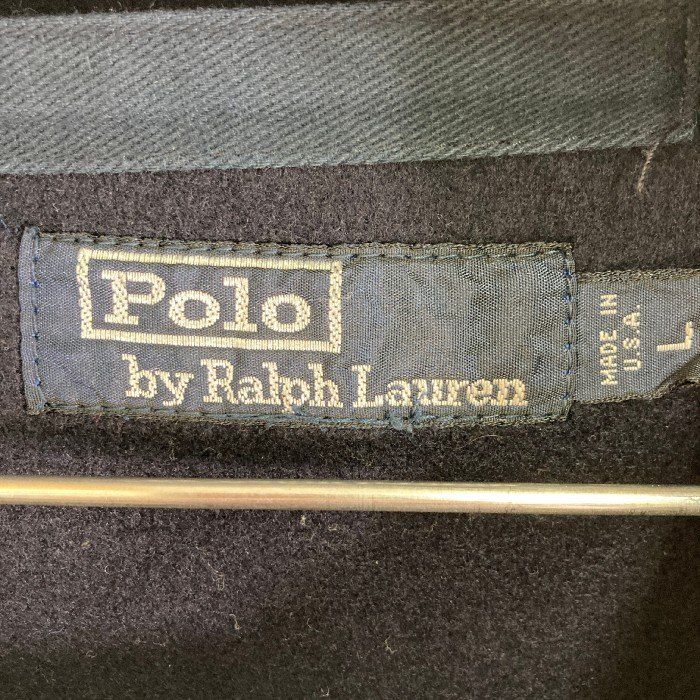 Polo
by Ralph Lauren
MADE IN
U.S.A.
L